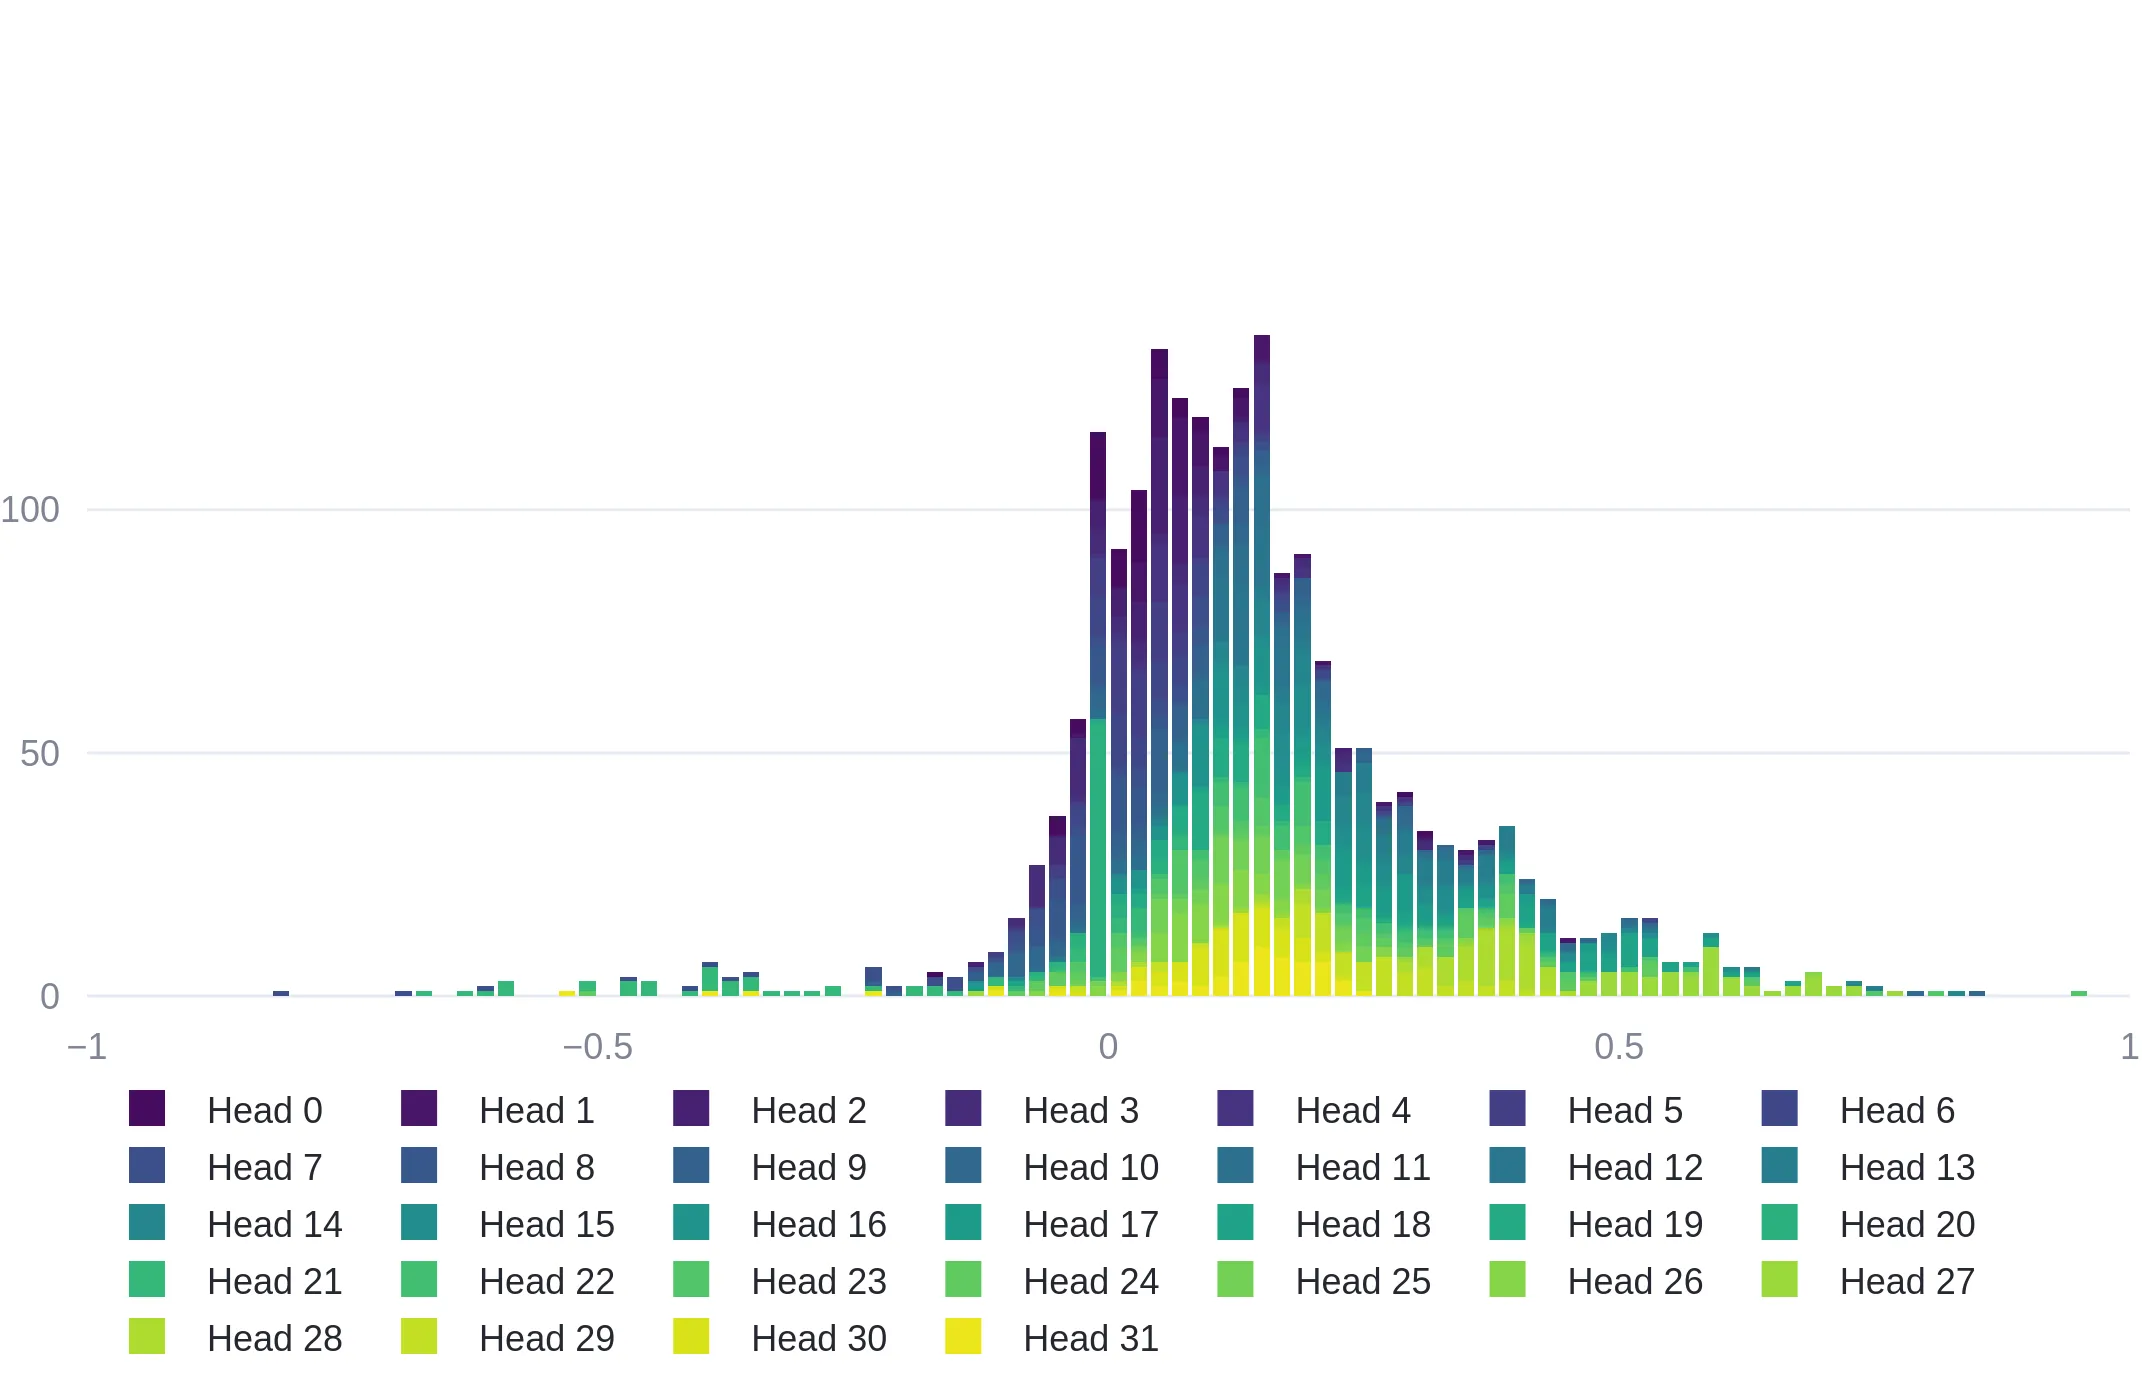 100
50
0
−1 −0.5 0 0.5 1
Head 0 Head 1 Head 2 Head 3 Head 4 Head 5 Head 6
Head 7 Head 8 Head 9 Head 10 Head 11 Head 12 Head 13
Head 14 Head 15 Head 16 Head 17 Head 18 Head 19 Head 20
Head 21 Head 22 Head 23 Head 24 Head 25 Head 26 Head 27
Head 28 Head 29 Head 30 Head 31